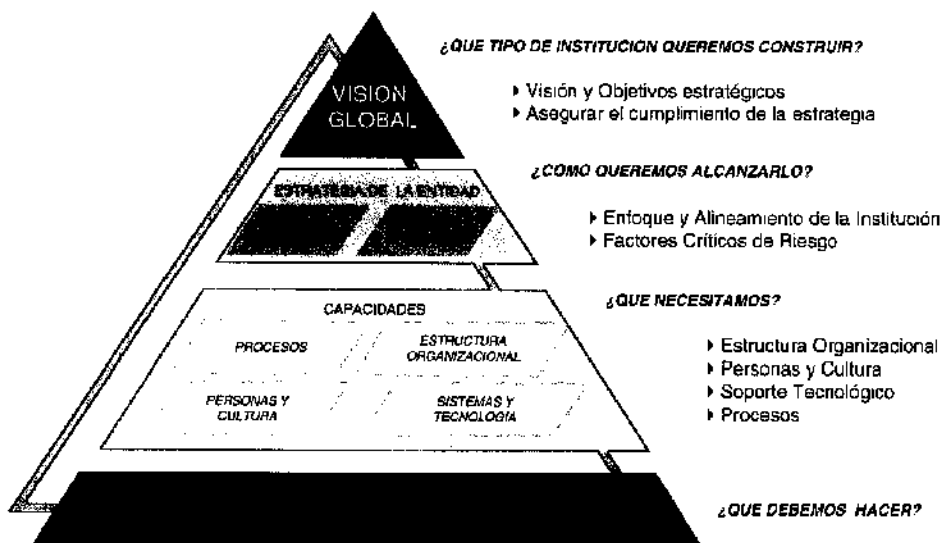 ¿QUE TIPO DE INSTITUCION QUEREMOS CONSTRUIR?
VISION
GLOBAL
Visión y Objetivos estratégicos
Asegurar el cumplimiento de la estrategia
¿COMO QUEREMOS ALCANZARLO?
ESTRATEGIA DE LA ENTIDAD
Enfoque y Alineamiento de la Institución
Factores Críticos de Riesgo
¿QUE NECESITAMOS?
CAPACIDADES
PROCESOS
ESTRUCTURA
ORGANIZACIONAL
PERSONAS Y
CULTURA
SISTEMAS Y
TECNOLOGIA
Estructura Organizacional
Personas y Cultura
Soporte Tecnológico
Procesos
¿QUE DEBEMOS HACER?